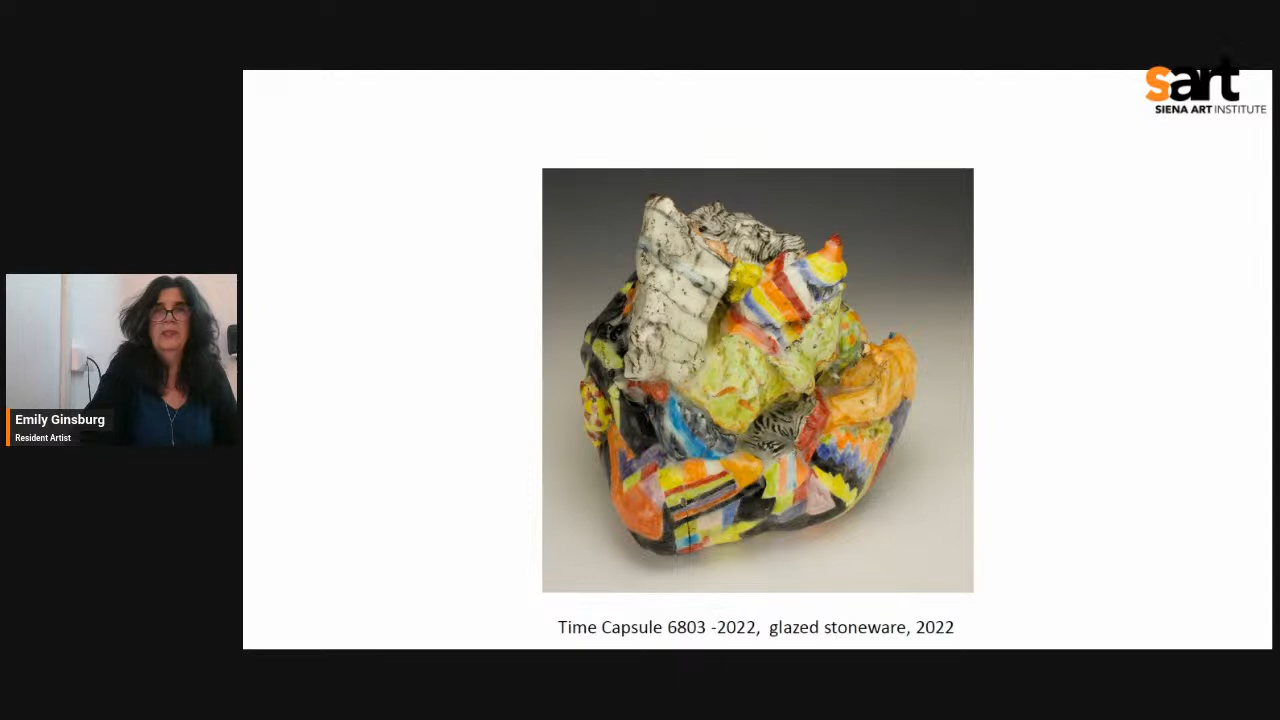 sart
SIENA ART INSTITUTE
Emily Ginsburg
Resident Artist
Time Capsule 6803 -2022, glazed stoneware, 2022